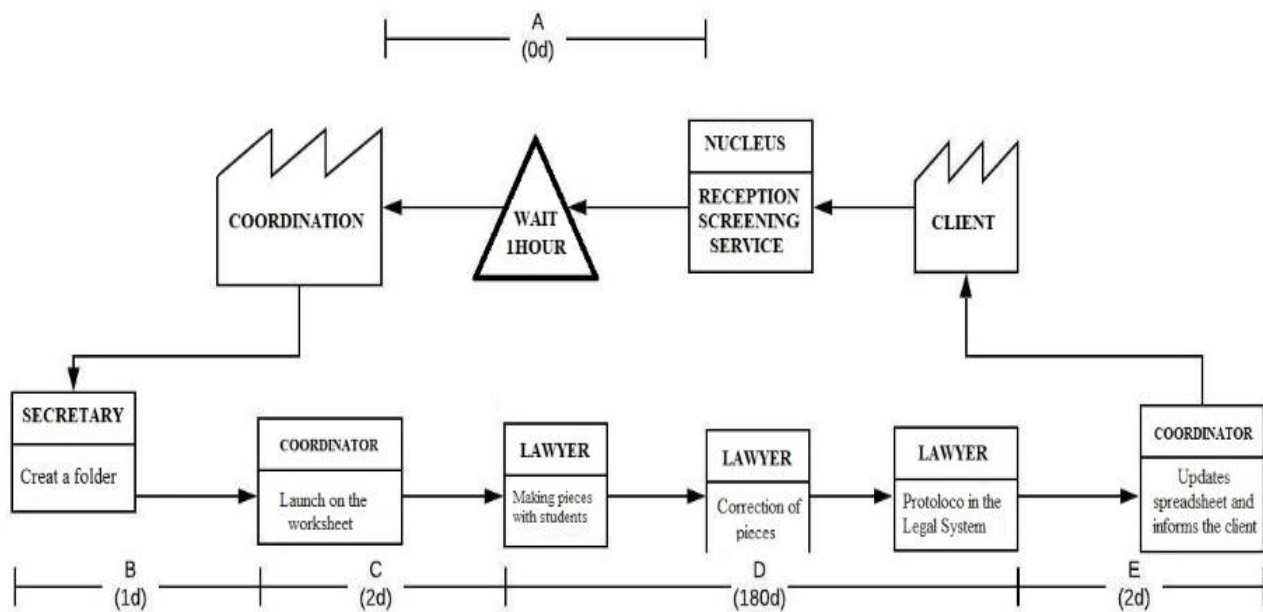 A
(0d)
COORDINATION
WAIT
1HOUR
NUCLEUS
RECEPTION
SCREENING
SERVICE
CLIENT
SECRETARY
Creat a folder
COORDINATOR
Launch on the
worksheet
LAWYER
Making pieces
with students
LAWYER
Correction of
pieces
LAWYER
Protoloco in the
Legal System
COORDINATOR
Updates
spreadsheet and
informs the client
B
(1d)
C
(2d)
D
(180d)
E
(2d)